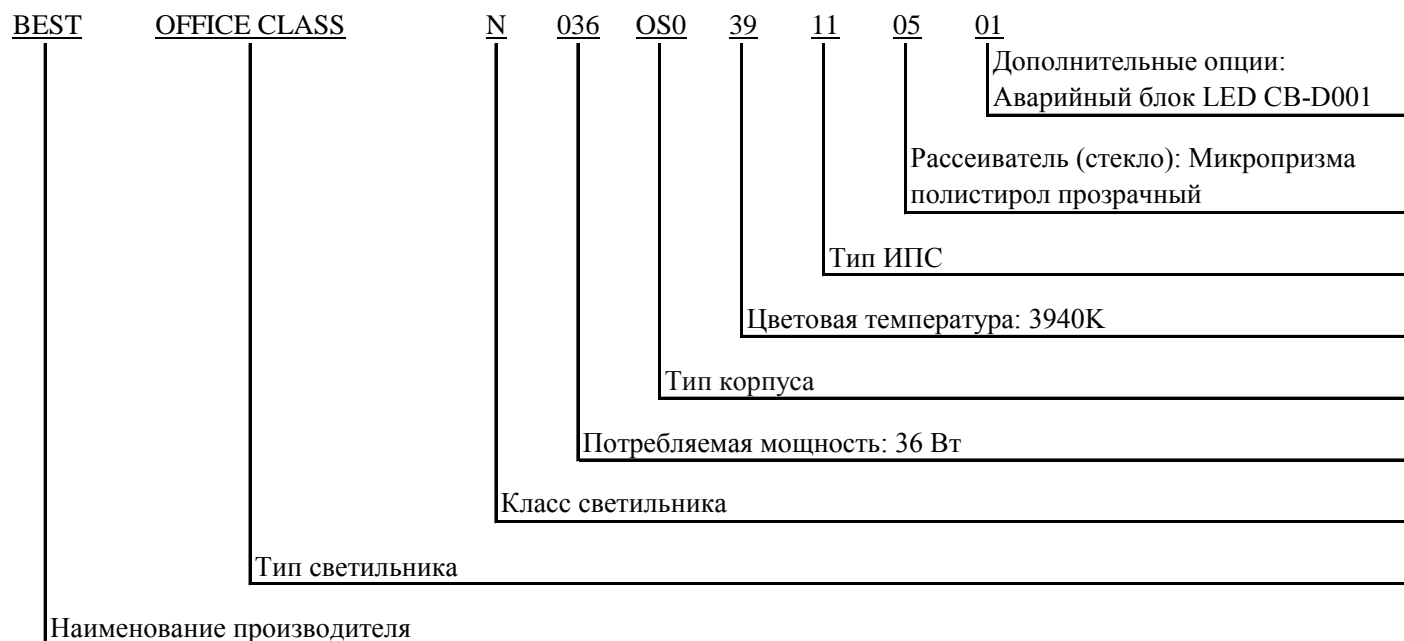 BEST OFFICE CLASS N 036 OS0 39 11 05 01
Дополнительные опции:
Аварийный блок LED CB-D001
Рассеиватель (стекло): Микропризма
полистирол прозрачный
Тип ИПС
Цветовая температура: 3940K
Тип корпуса
Потребляемая мощность: 36 Вт
Класс светильника
Тип светильника
Наименование производителя